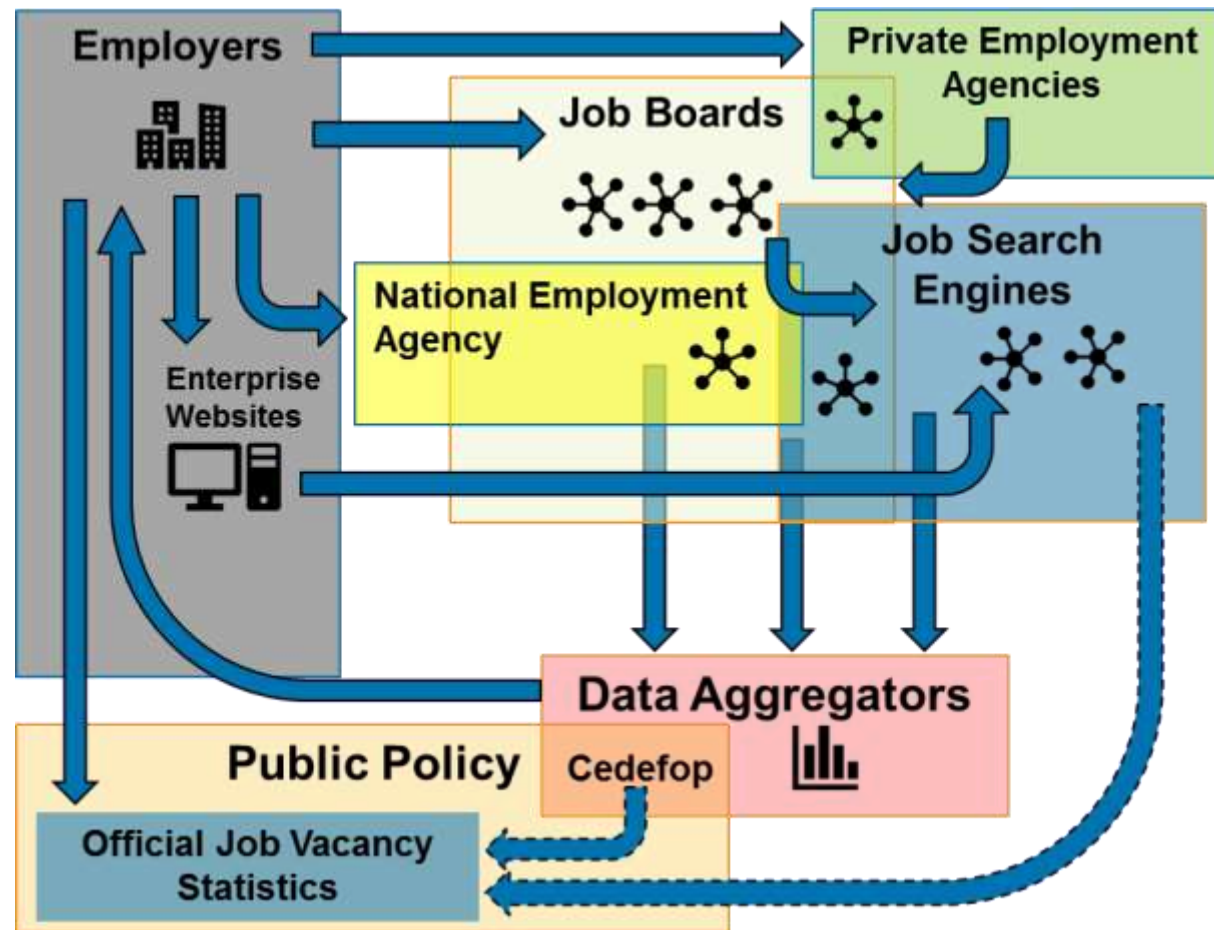 Employers
Private Employment
Agencies
Job Boards
Job Search
Engines
National Employment
Agency
Enterprise
Websites
Data Aggregators
Public Policy
Cedefop
Official Job Vacancy
Statistics